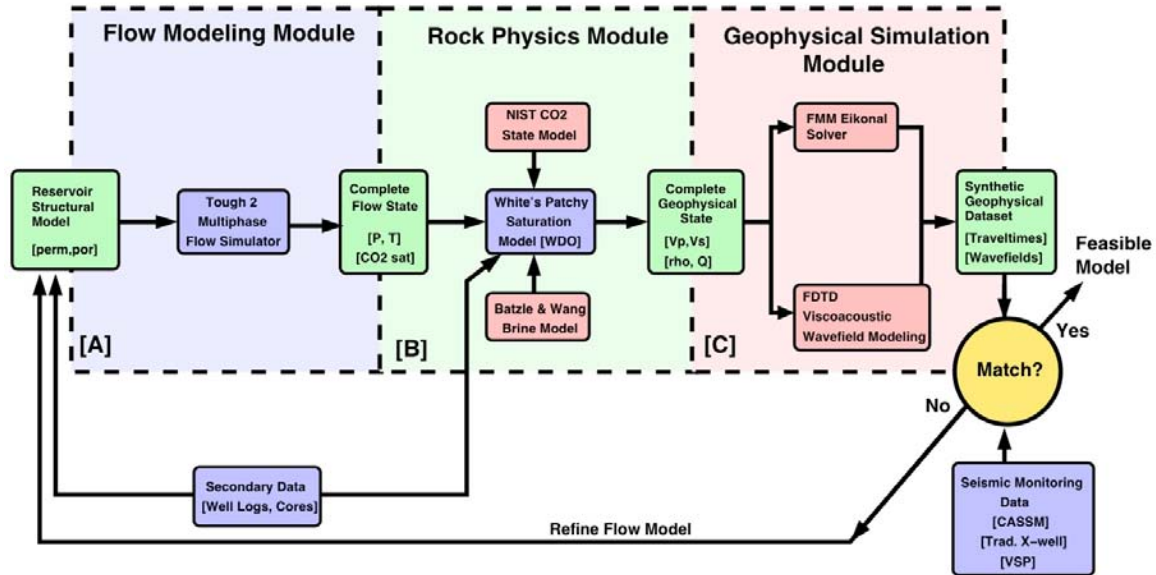 Flow Modeling Module
Rock Physics Module
Geophysical Simulation
Module
NIST CO2
State Model
FMM Eikonal
Solver
Reservoir
Structural
Model
[perm,por]
Tough 2
Multiphase
Flow Simulator
Complete
Flow State
[P, T]
[CO2 sat]
White's Patchy
Saturation
Model [WDO]
Complete
Geophysical
State
[Vp,Vs]
[rho, Q]
Synthetic
Geophysical
Dataset
[Traveltimes]
[Wavefields]
Feasible
Model
Batzle & Wang
Brine Model
FDTD
Viscoacoustic
Wavefield Modeling
[A]
[B]
[C]
Yes
Match?
No
Secondary Data
[Well Logs, Cores]
Seismic Monitoring
Data
[CASSM]
[Trad. X-well]
[VSP]
Refine Flow Model